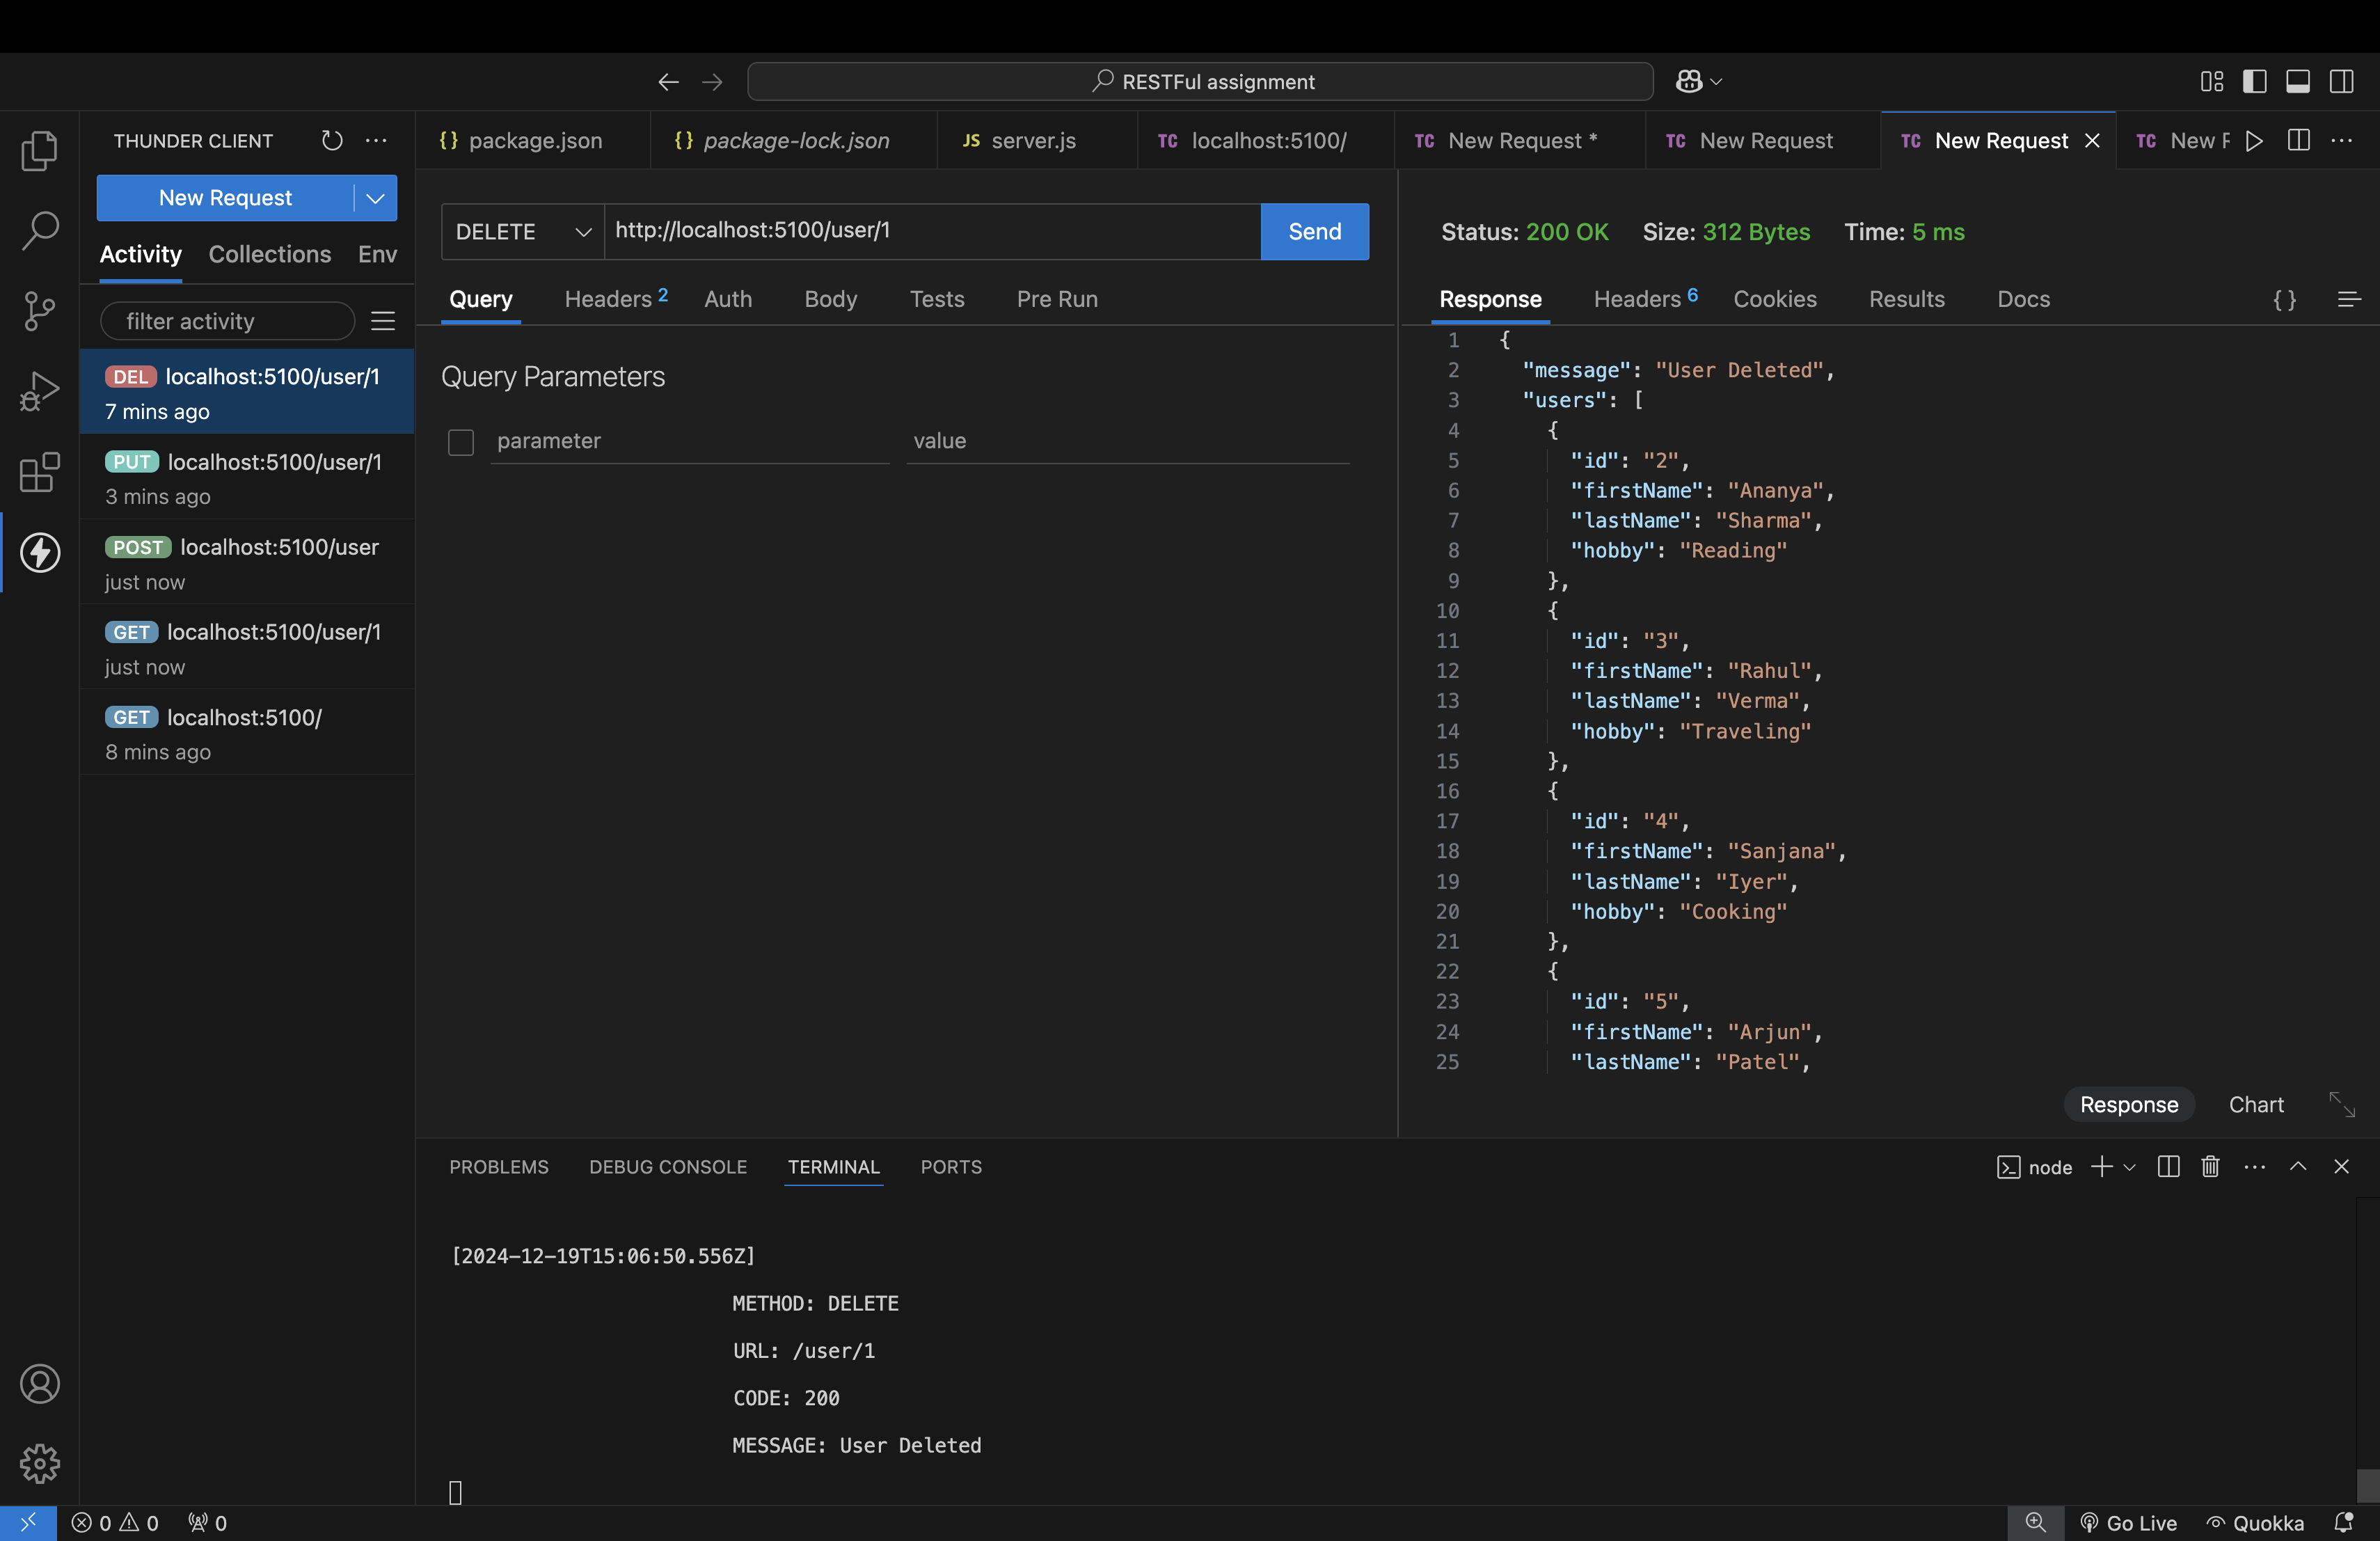 RESTFul assignment
THUNDER CLIENT
{} package.json
{} package-lock.json
JS server.js
TC localhost:5100/
TC New Request *
TC New Request
TC New Request
TC New
New Request
Activity Collections Env
filter activity
DEL localhost:5100/user/1
7 mins ago
PUT localhost:5100/user/1
3 mins ago
POST localhost:5100/user
just now
GET localhost:5100/user/1
just now
GET localhost:5100/
8 mins ago
DELETE http://localhost:5100/user/1 Send
Query Headers 2 Auth Body Tests Pre Run
Query Parameters
parameter value
Status: 200 OK Size: 312 Bytes Time: 5 ms
Response Headers 6 Cookies Results Docs {}
1 {
2 "message": "User Deleted",
3 "users": [
4 {
5 "id": "2",
6 "firstName": "Ananya",
7 "lastName": "Sharma",
8 "hobby": "Reading"
9 },
10 {
11 "id": "3",
12 "firstName": "Rahul",
13 "lastName": "Verma",
14 "hobby": "Traveling"
15 },
16 {
17 "id": "4",
18 "firstName": "Sanjana",
19 "lastName": "Iyer",
20 "hobby": "Cooking"
21 },
22 {
23 "id": "5",
24 "firstName": "Arjun",
25 "lastName": "Patel",
Response Chart
PROBLEMS DEBUG CONSOLE TERMINAL PORTS
node
[2024-12-19T15:06:50.556Z]
METHOD: DELETE
URL: /user/1
CODE: 200
MESSAGE: User Deleted
0 0 0
Go Live Quokka